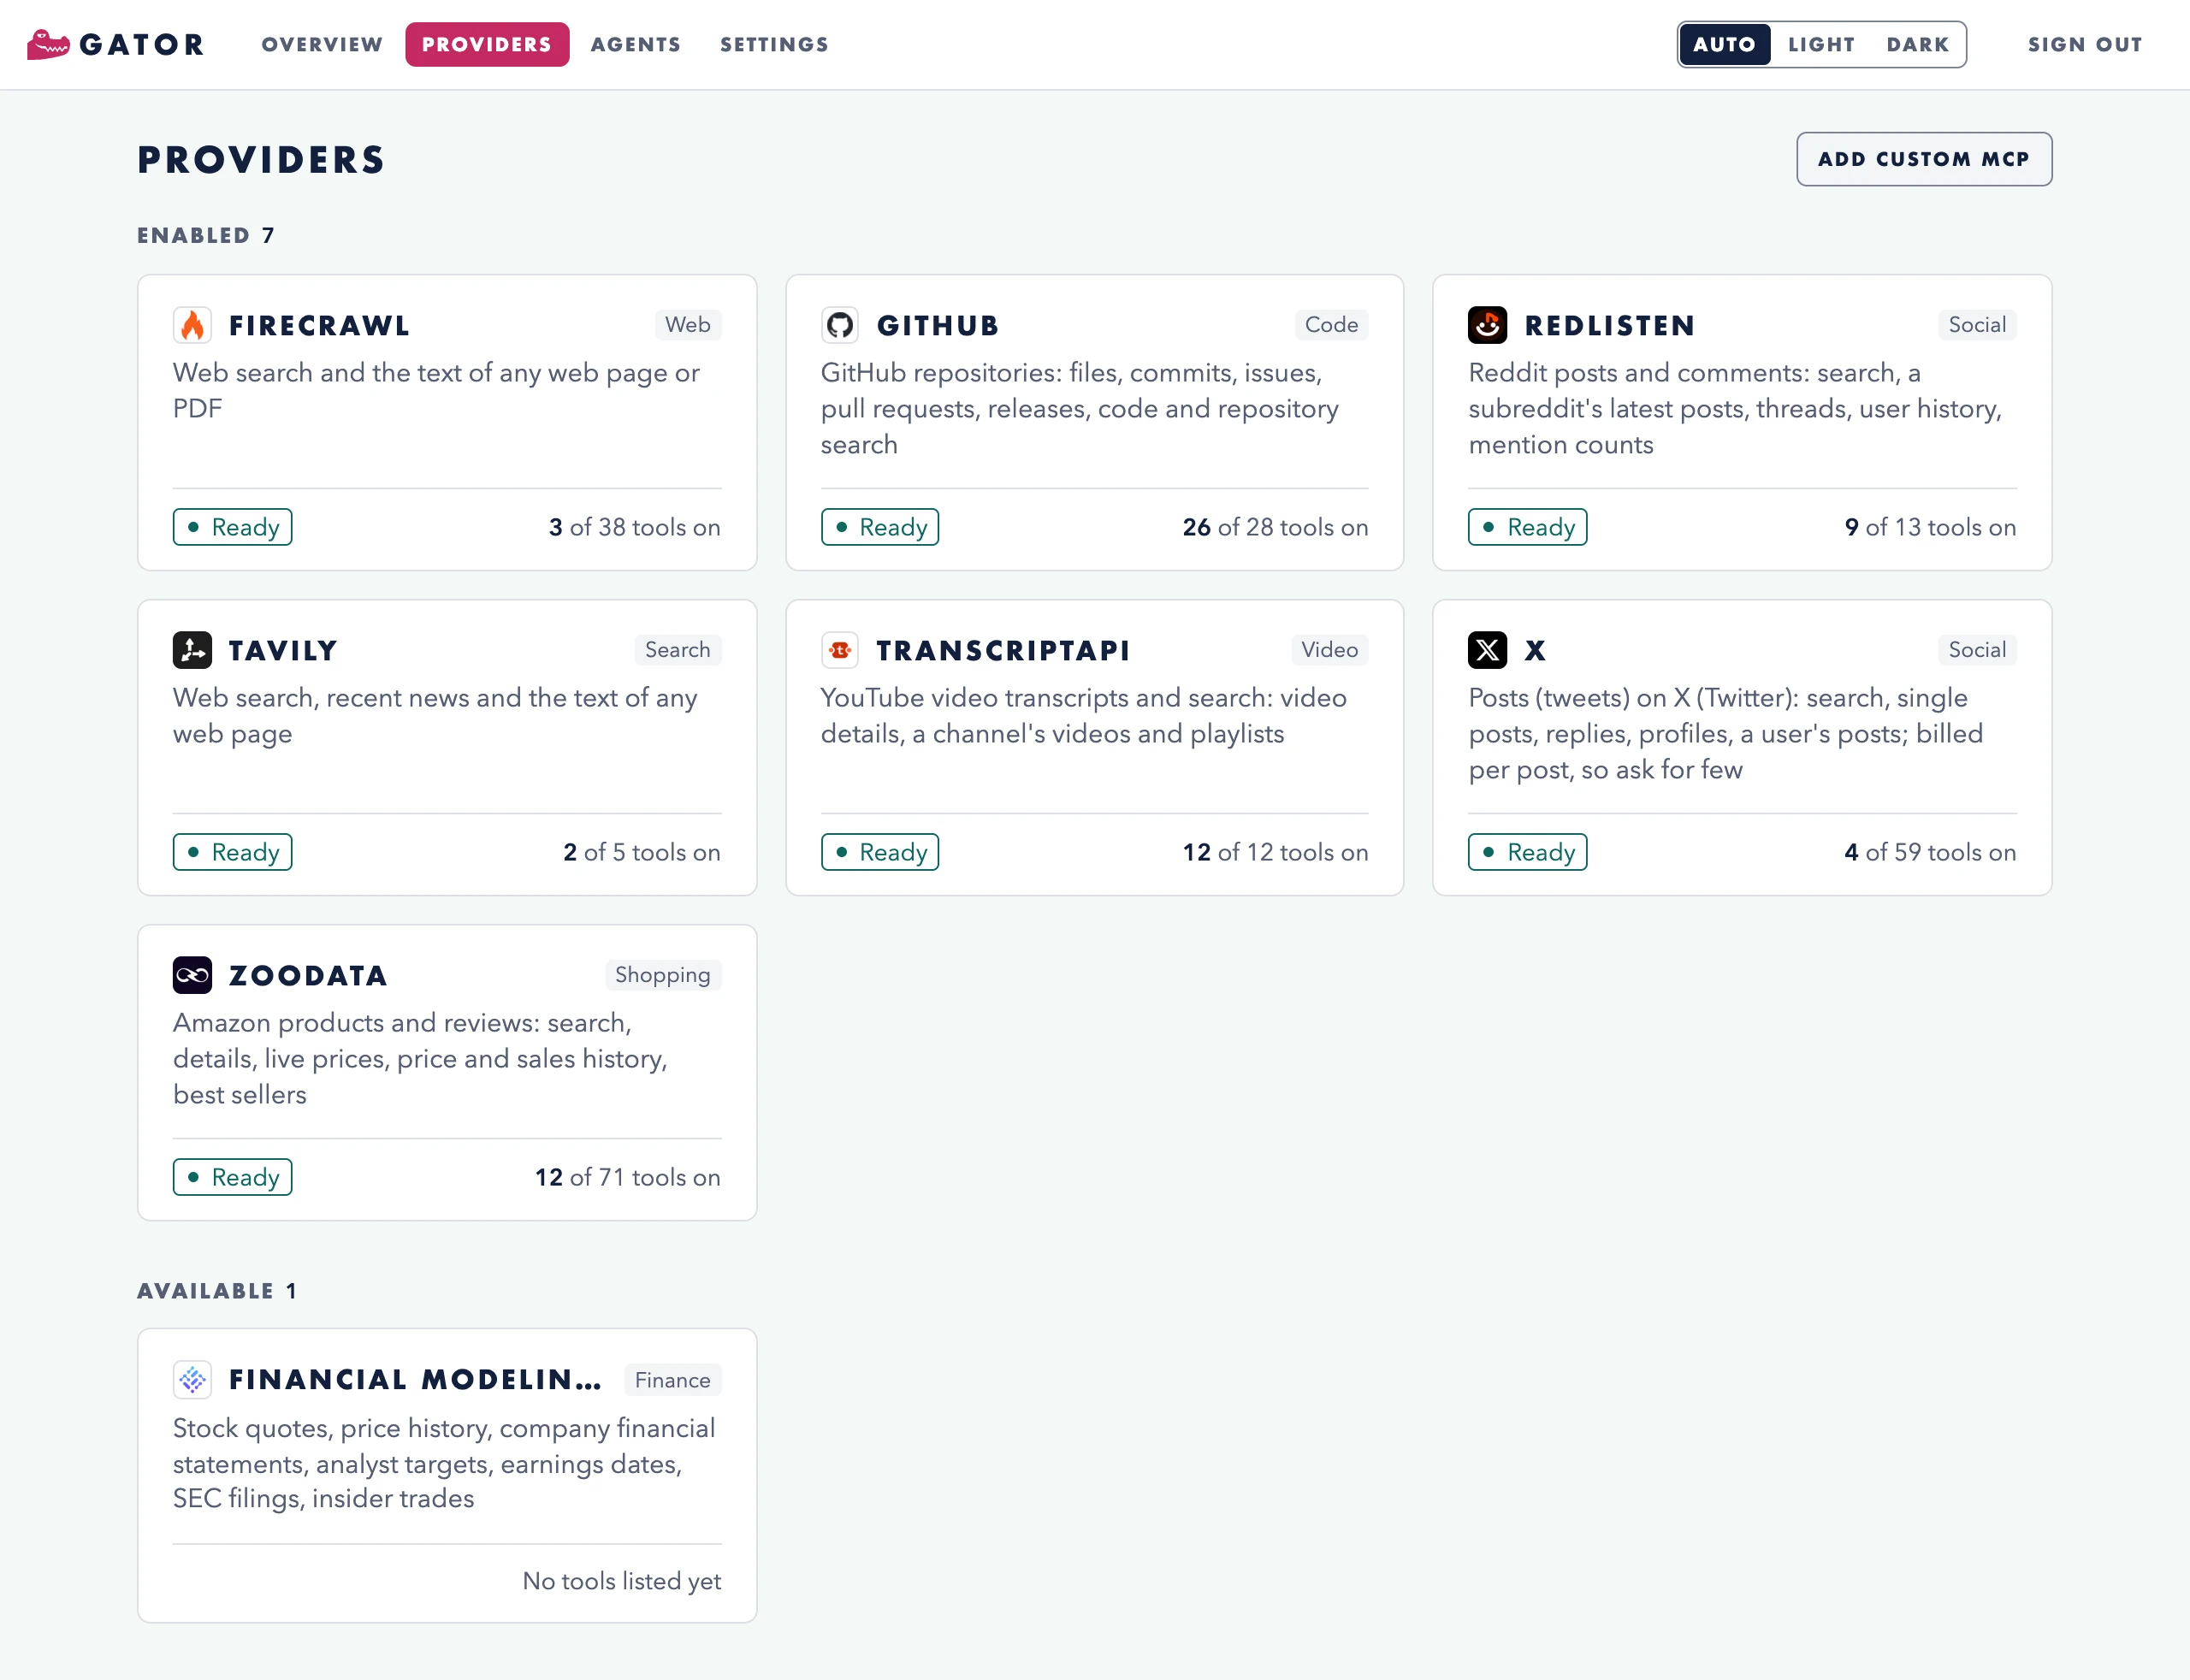 GATOR
OVERVIEW
PROVIDERS
AGENTS
SETTINGS
AUTO
LIGHT
DARK
SIGN OUT
PROVIDERS
ADD CUSTOM MCP
ENABLED 7
FIRECRAWL
Web
Web search and the text of any web page or
PDF
Ready
3 of 38 tools on
GITHUB
Code
GitHub repositories: files, commits, issues,
pull requests, releases, code and repository
search
Ready
26 of 28 tools on
REDLISTEN
Social
Reddit posts and comments: search, a
subreddit's latest posts, threads, user history,
mention counts
Ready
9 of 13 tools on
TAVILY
Search
Web search, recent news and the text of any
web page
Ready
2 of 5 tools on
TRANSCRIPTAPI
Video
YouTube video transcripts and search: video
details, a channel's videos and playlists
Ready
12 of 12 tools on
X
Social
Posts (tweets) on X (Twitter): search, single
posts, replies, profiles, a user's posts; billed
per post, so ask for few
Ready
4 of 59 tools on
ZOODATA
Shopping
Amazon products and reviews: search,
details, live prices, price and sales history,
best sellers
Ready
12 of 71 tools on
AVAILABLE 1
FINANCIAL MODELIN...
Finance
Stock quotes, price history, company financial
statements, analyst targets, earnings dates,
SEC filings, insider trades
No tools listed yet